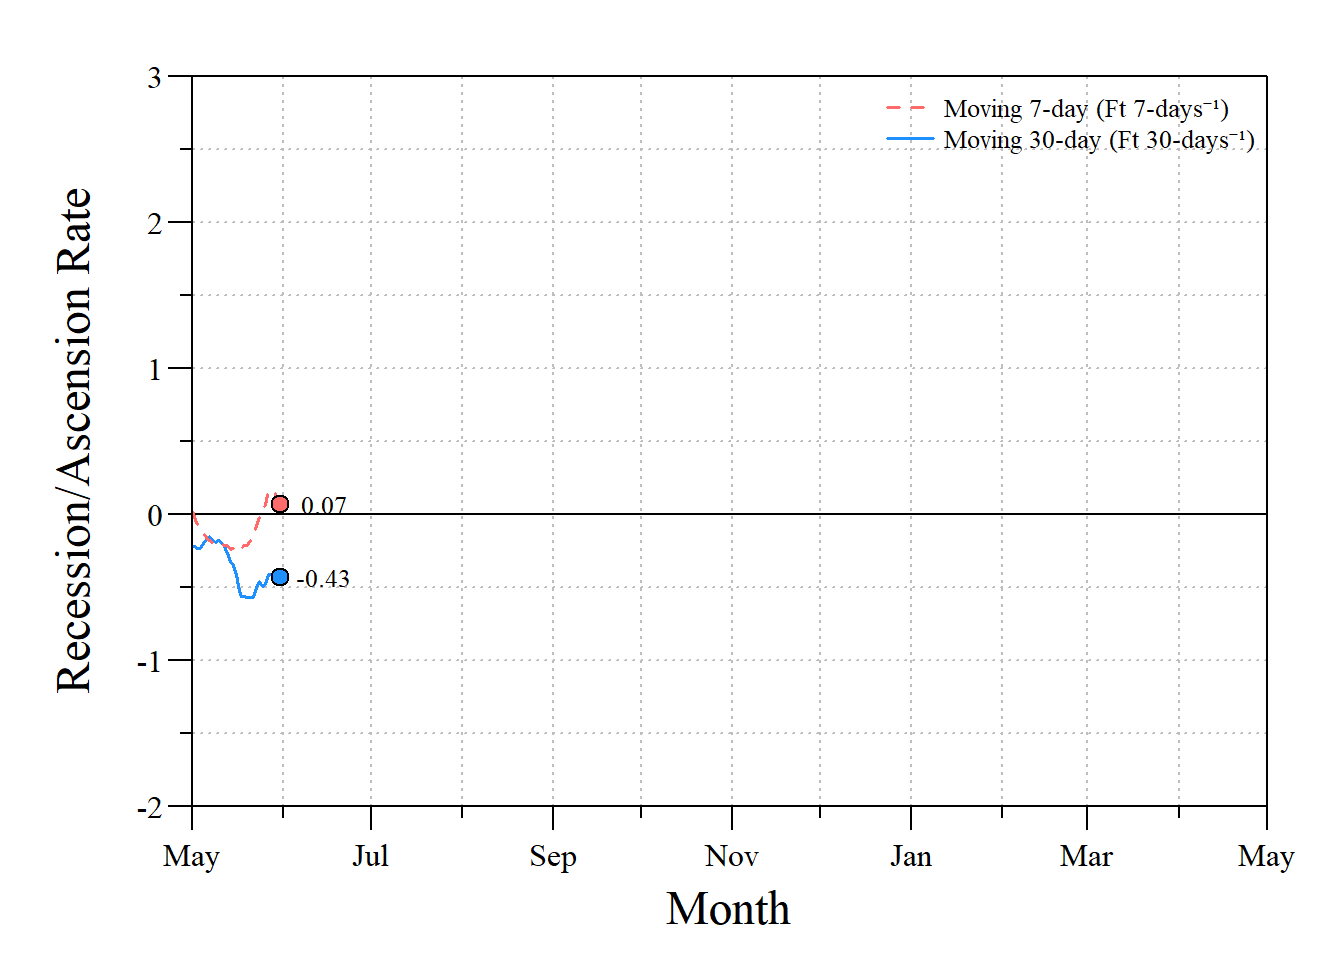 3
2
1
0
-1
-2
Recession/Ascension Rate
Moving 7-day (Ft 7-days⁻¹)
Moving 30-day (Ft 30-days⁻¹)
0.07
-0.43
May Jul Sep Nov Jan Mar May
Month